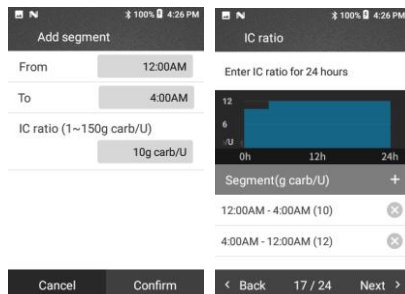 100% 4:26 PM
Add segment
From 12:00AM
To 4:00AM
IC ratio (1~150g carb/U)
10g carb/U
Cancel Confirm
100% 4:26 PM
IC ratio
Enter IC ratio for 24 hours
12
6
/U
0h 12h 24h
Segment(g carb/U) +
12:00AM - 4:00AM (10)
4:00AM - 12:00AM (12)
< Back 17 / 24 Next >